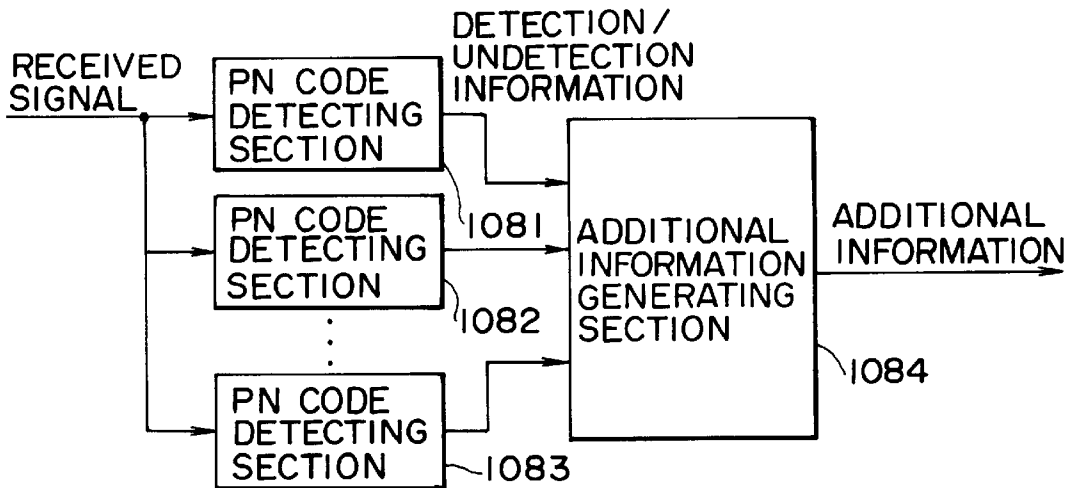 RECEIVED
SIGNAL
PN CODE
DETECTING
SECTION
1081
DETECTION/
UNDETECTION
INFORMATION
PN CODE
DETECTING
SECTION
1082
PN CODE
DETECTING
SECTION
1083
ADDITIONAL
INFORMATION
GENERATING
SECTION
1084
ADDITIONAL
INFORMATION